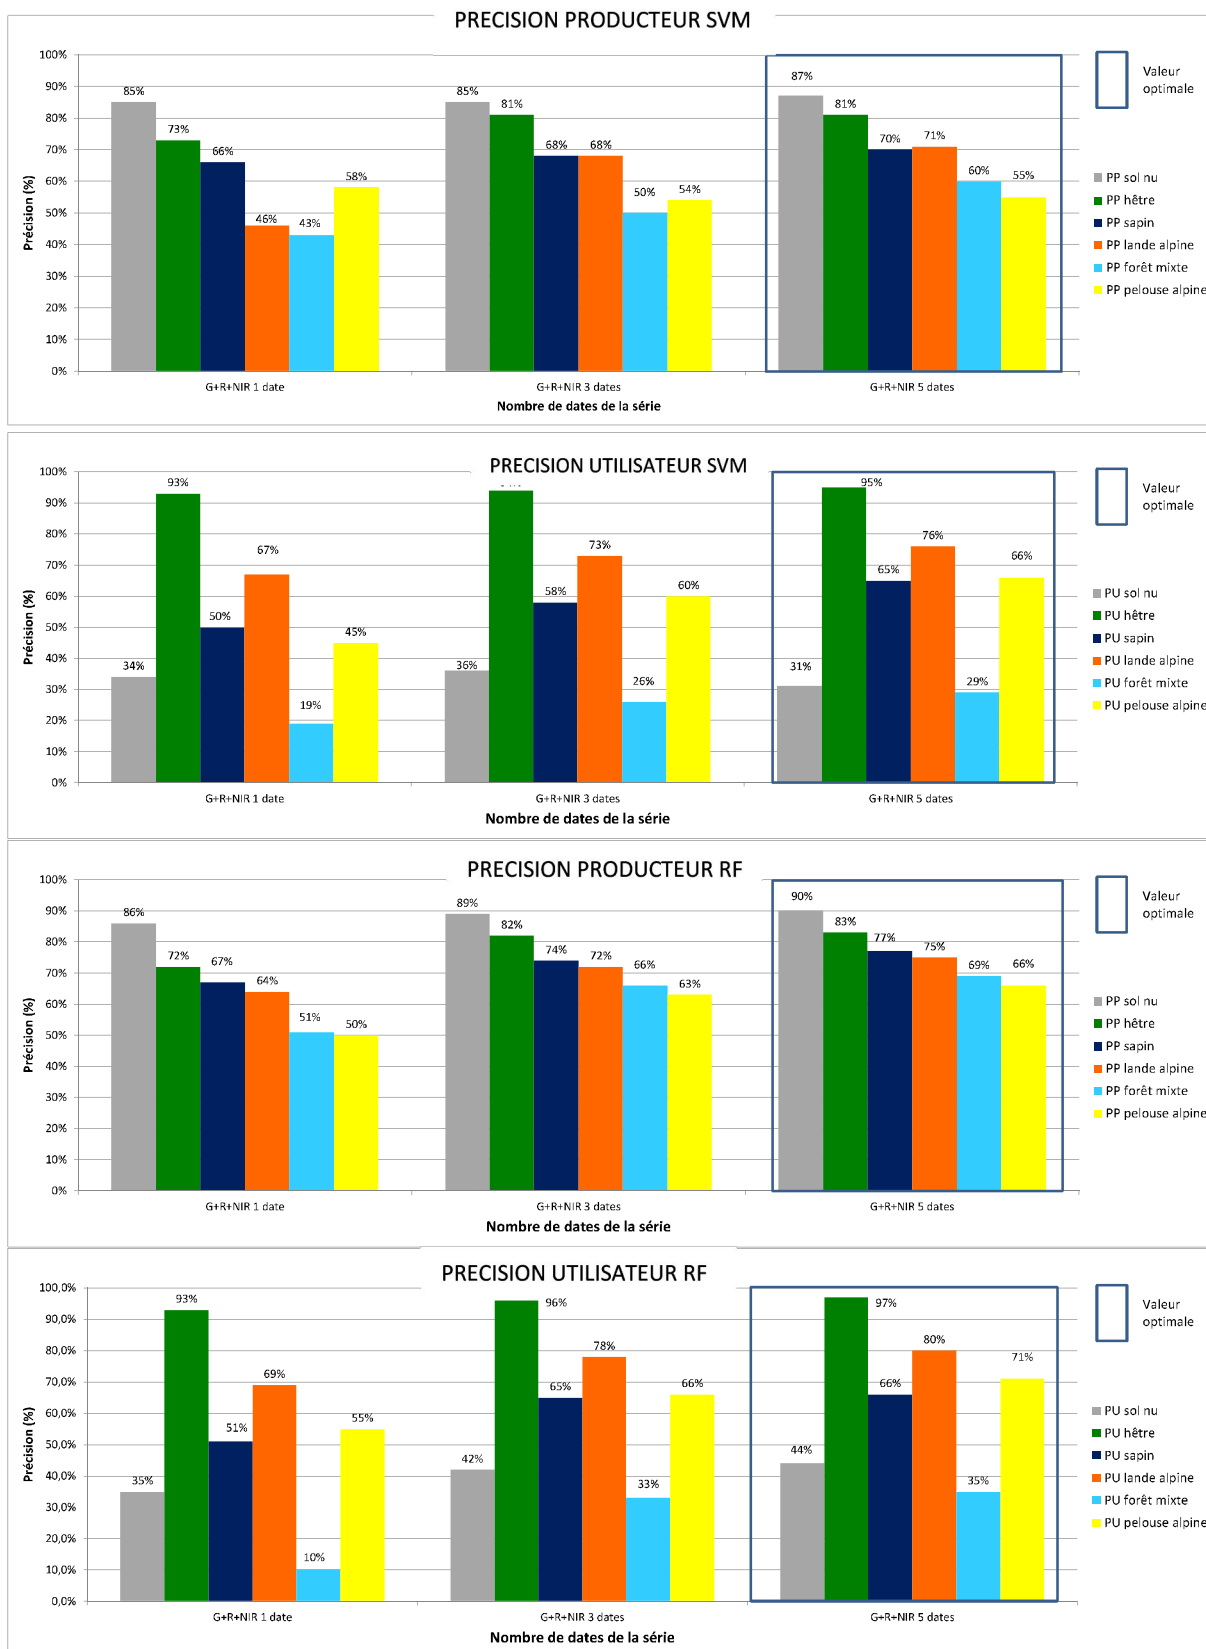 PRECISION PRODUCTEUR SVM
100%
90%
80%
70%
60%
50%
40%
30%
20%
10%
0%
Précision (%)
85%
73%
66%
46%
43%
58%
85%
81%
68%
68%
50%
54%
87%
81%
70%
71%
60%
55%
G+R+NIR 1 date
G+R+NIR 3 dates
G+R+NIR 5 dates
Nombre de dates de la série
Valeur
optimale
PP sol nu
PP hêtre
PP sapin
PP lande alpine
PP forêt mixte
PP pelouse alpine
PRECISION UTILISATEUR SVM
100%
90%
80%
70%
60%
50%
40%
30%
20%
10%
0%
Précision (%)
34%
93%
50%
67%
19%
45%
36%
58%
73%
26%
60%
31%
95%
65%
76%
29%
66%
G+R+NIR 1 date
G+R+NIR 3 dates
G+R+NIR 5 dates
Nombre de dates de la série
Valeur
optimale
PU sol nu
PU hêtre
PU sapin
PU lande alpine
PU forêt mixte
PU pelouse alpine
PRECISION PRODUCTEUR RF
100%
90%
80%
70%
60%
50%
40%
30%
20%
10%
0%
Précision (%)
86%
72%
67%
64%
51%
50%
89%
82%
74%
72%
66%
63%
90%
83%
77%
75%
69%
66%
G+R+NIR 1 date
G+R+NIR 3 dates
G+R+NIR 5 dates
Nombre de dates de la série
Valeur
optimale
PP sol nu
PP hêtre
PP sapin
PP lande alpine
PP forêt mixte
PP pelouse alpine
PRECISION UTILISATEUR RF
100,0%
90,0%
80,0%
70,0%
60,0%
50,0%
40,0%
30,0%
20,0%
10,0%
0,0%
Précision (%)
35%
93%
51%
69%
10%
55%
42%
96%
65%
78%
33%
66%
44%
97%
66%
80%
35%
71%
G+R+NIR 1 date
G+R+NIR 3 dates
G+R+NIR 5 dates
Nombre de dates de la série
Valeur
optimale
PU sol nu
PU hêtre
PU sapin
PU lande alpine
PU forêt mixte
PU pelouse alpine